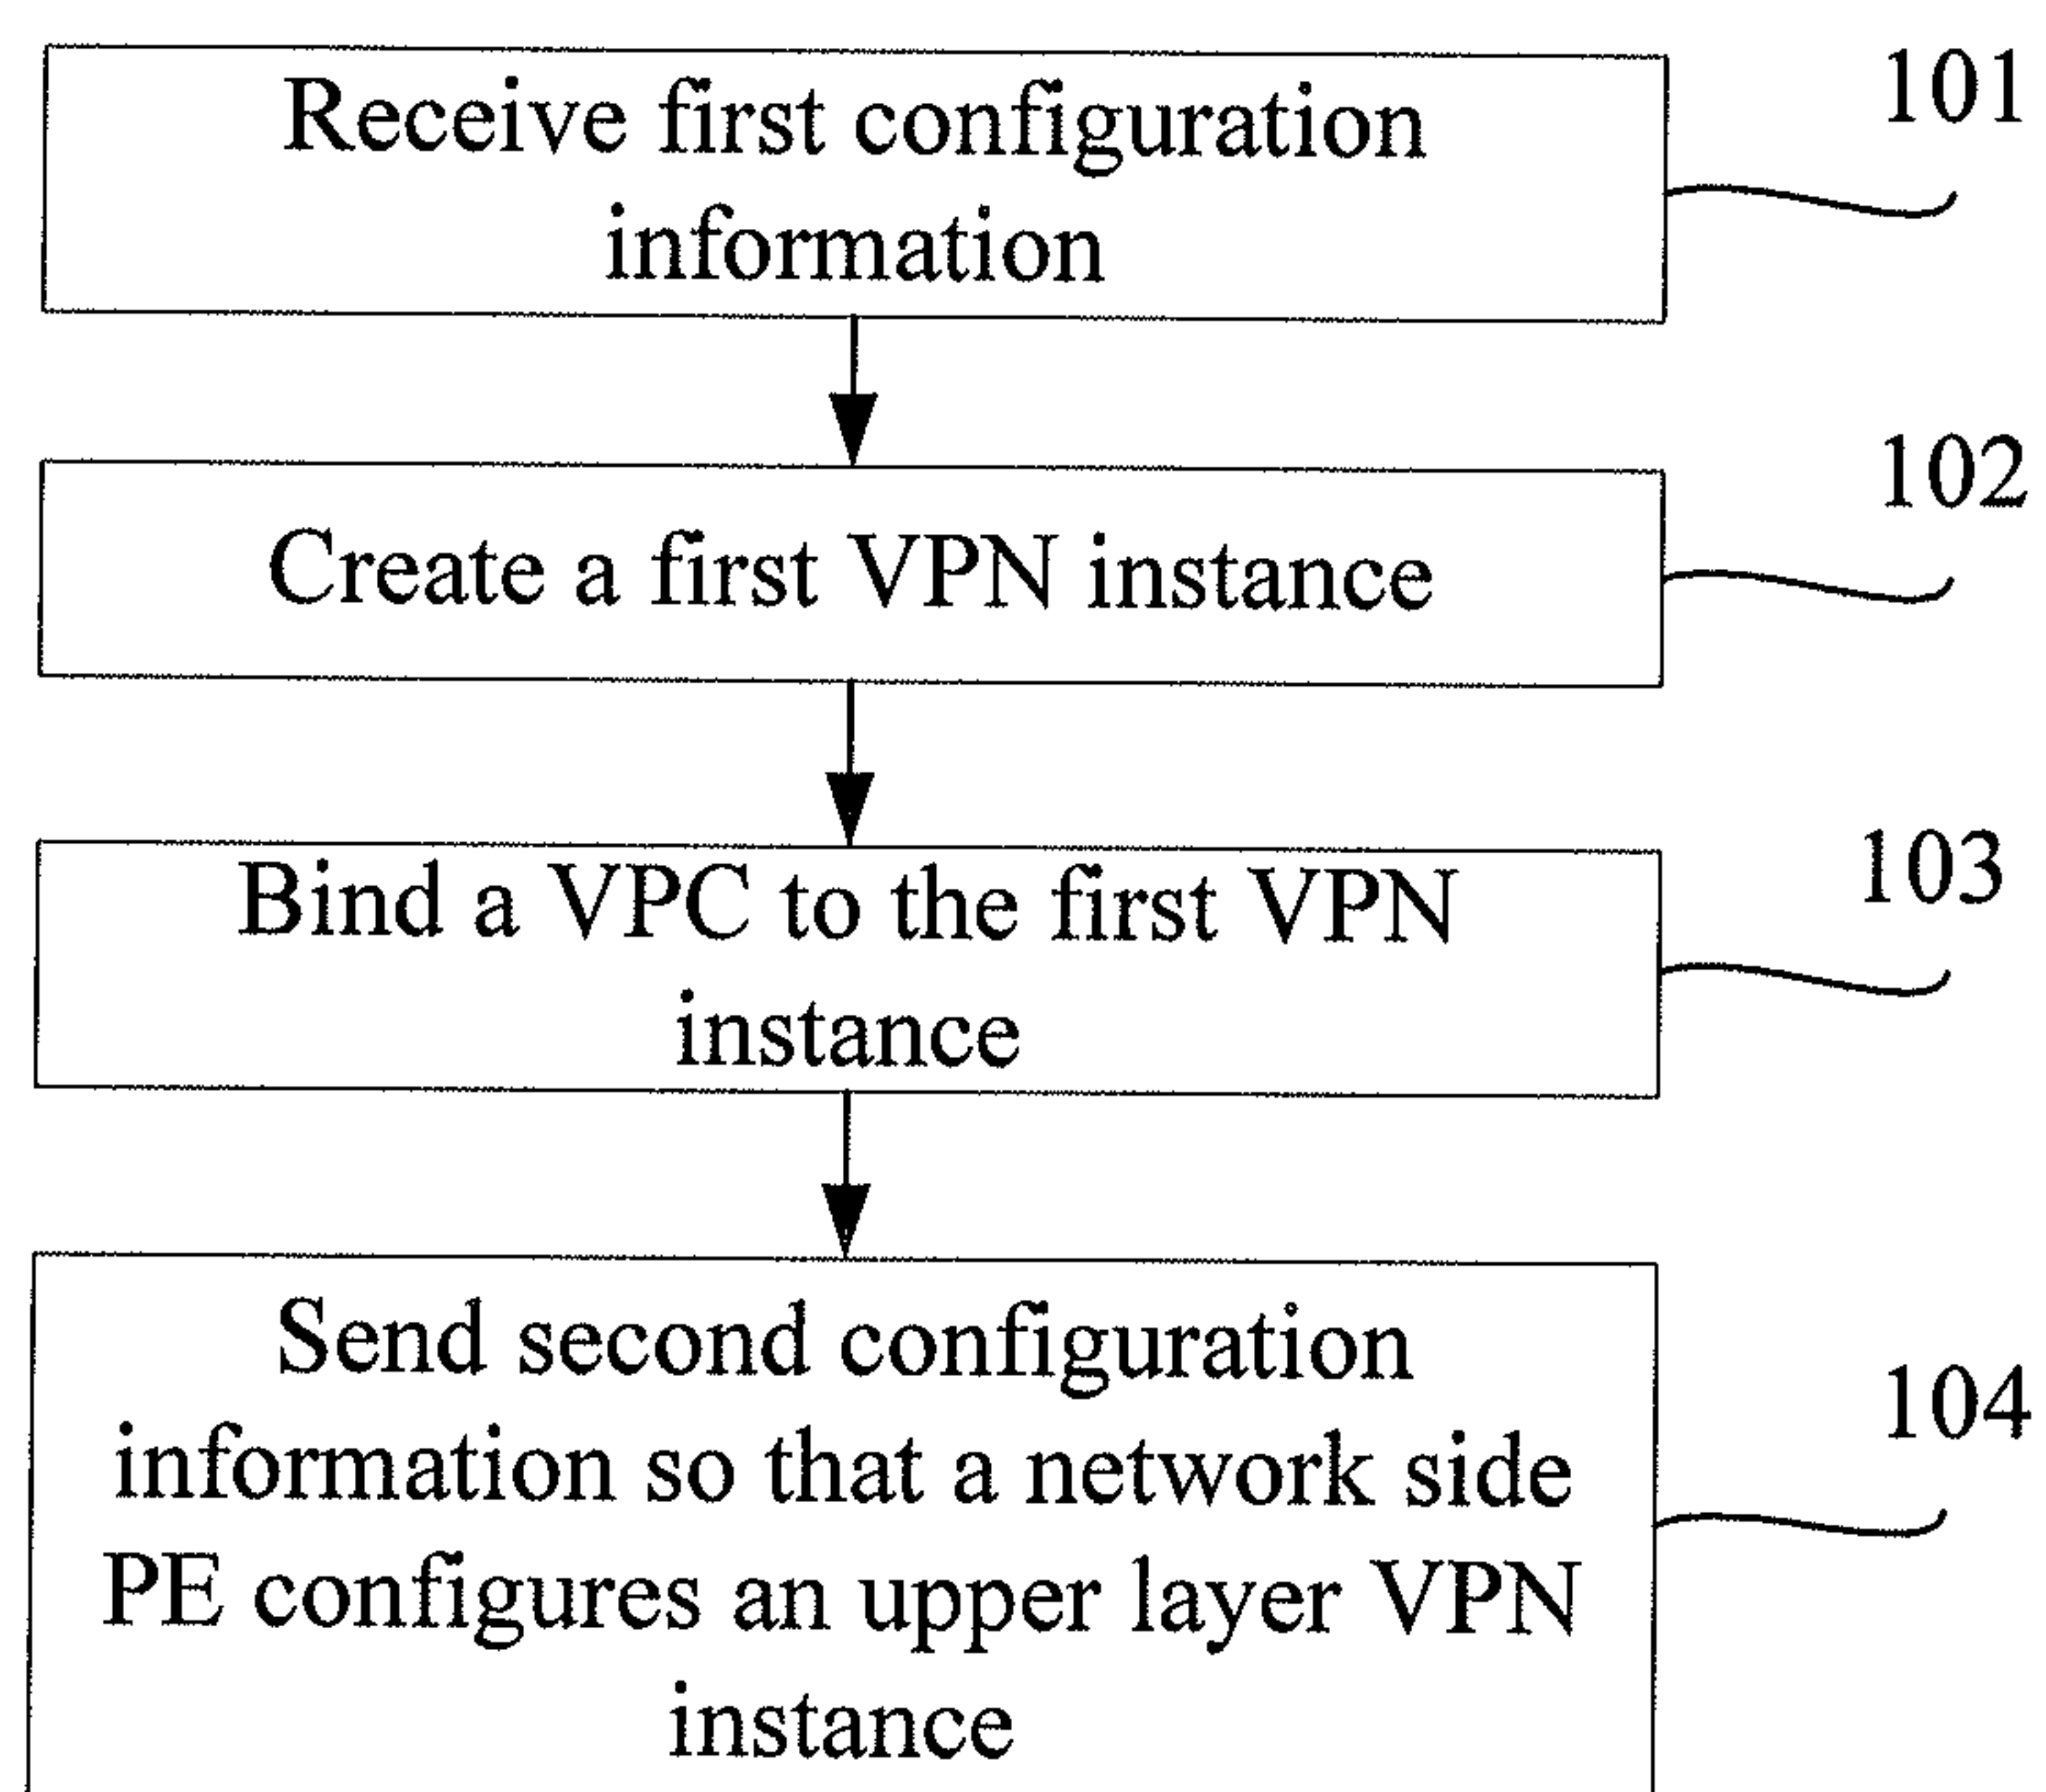 Receive first configuration
information
101
Create a first VPN instance
102
Bind a VPC to the first VPN
instance
103
Send second configuration
information so that a network side
PE configures an upper layer VPN
instance
104